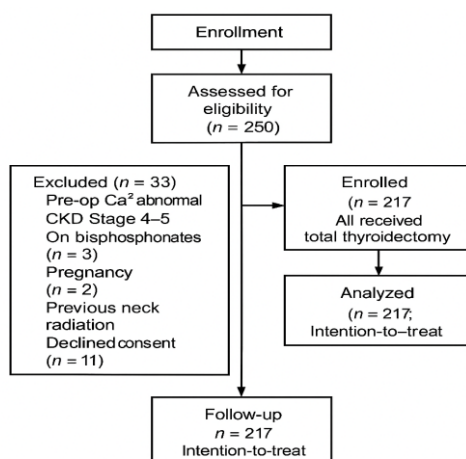 Enrollment
Assessed for
eligibility
(n = 250)
Excluded (n = 33)
Pre-op Ca² abnormal
CKD Stage 4–5
On bisphosphonates
(n = 3)
Pregnancy
(n = 2)
Previous neck
radiation
Declined consent
(n = 11)
Enrolled
(n = 217
All received
total thyroidectomy
Analyzed
(n = 217;
Intention-to–treat
Follow-up
n = 217
Intention-to-treat